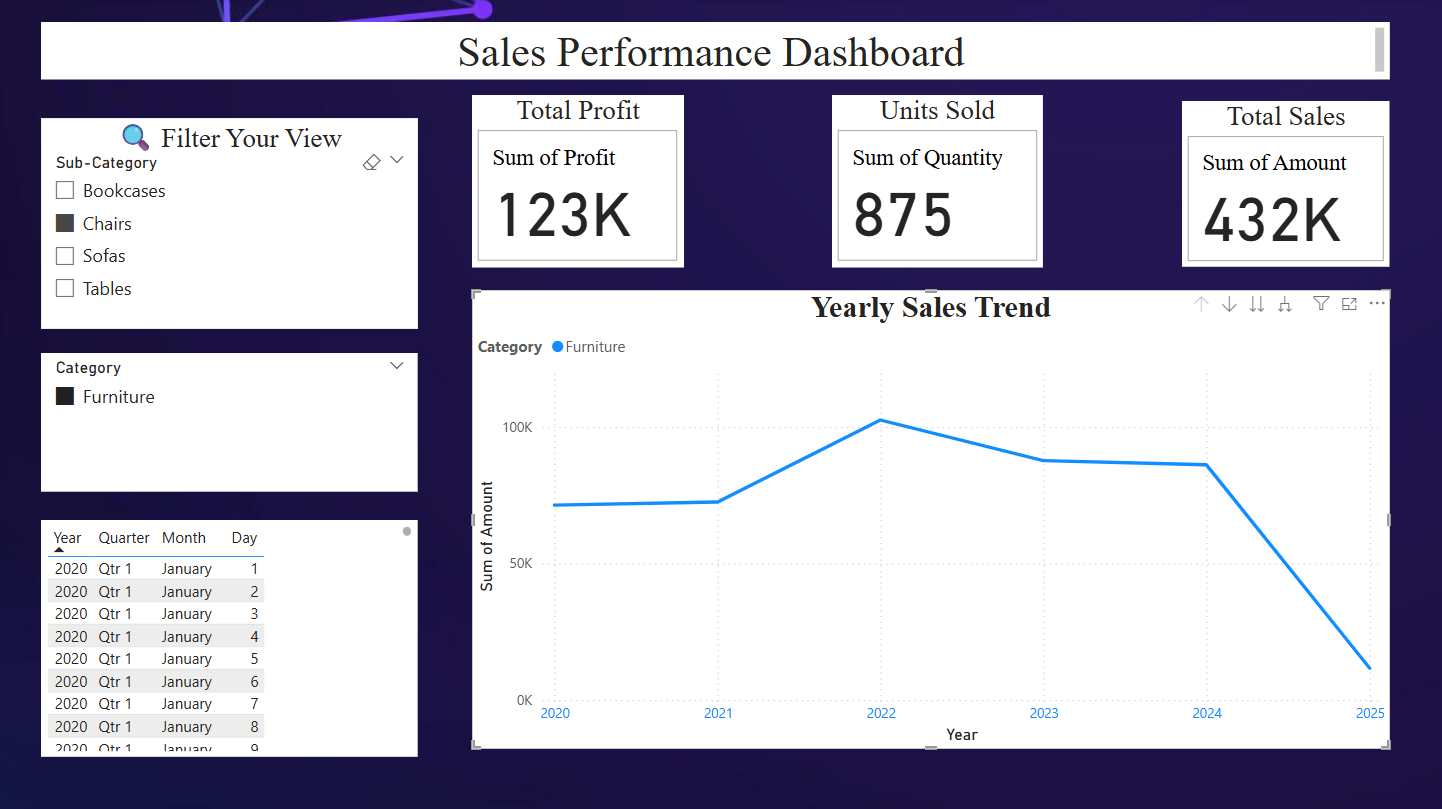 Sales Performance Dashboard
Filter Your View
Sub-Category
Bookcases
Chairs
Sofas
Tables
Category
Furniture
Year Quarter Month Day
2020 Qtr 1 January 1
2020 Qtr 1 January 2
2020 Qtr 1 January 3
2020 Qtr 1 January 4
2020 Qtr 1 January 5
2020 Qtr 1 January 6
2020 Qtr 1 January 7
2020 Qtr 1 January 8
2020 Qtr 1 January 9
Total Profit
Sum of Profit
123K
Units Sold
Sum of Quantity
875
Total Sales
Sum of Amount
432K
Yearly Sales Trend
Category Furniture
Sum of Amount
100K
50K
0K
2020 2021 2022 2023 2024 2025
Year